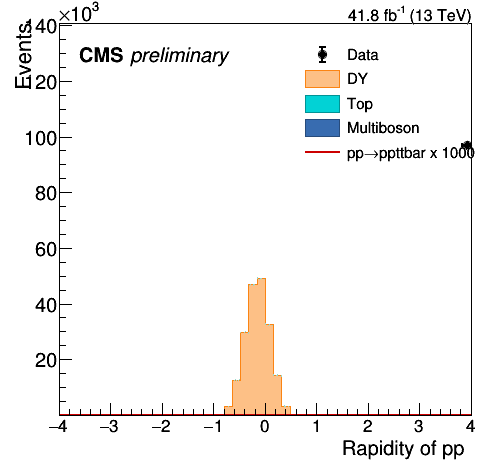 ×10³
41.8 fb⁻¹ (13 TeV)
Events
CMS preliminary
Data
DY
Top
Multiboson
pp→ppttbar x 1000
140
120
100
80
60
40
20
−4 −3 −2 −1 0 1 2 3 4
Rapidity of pp